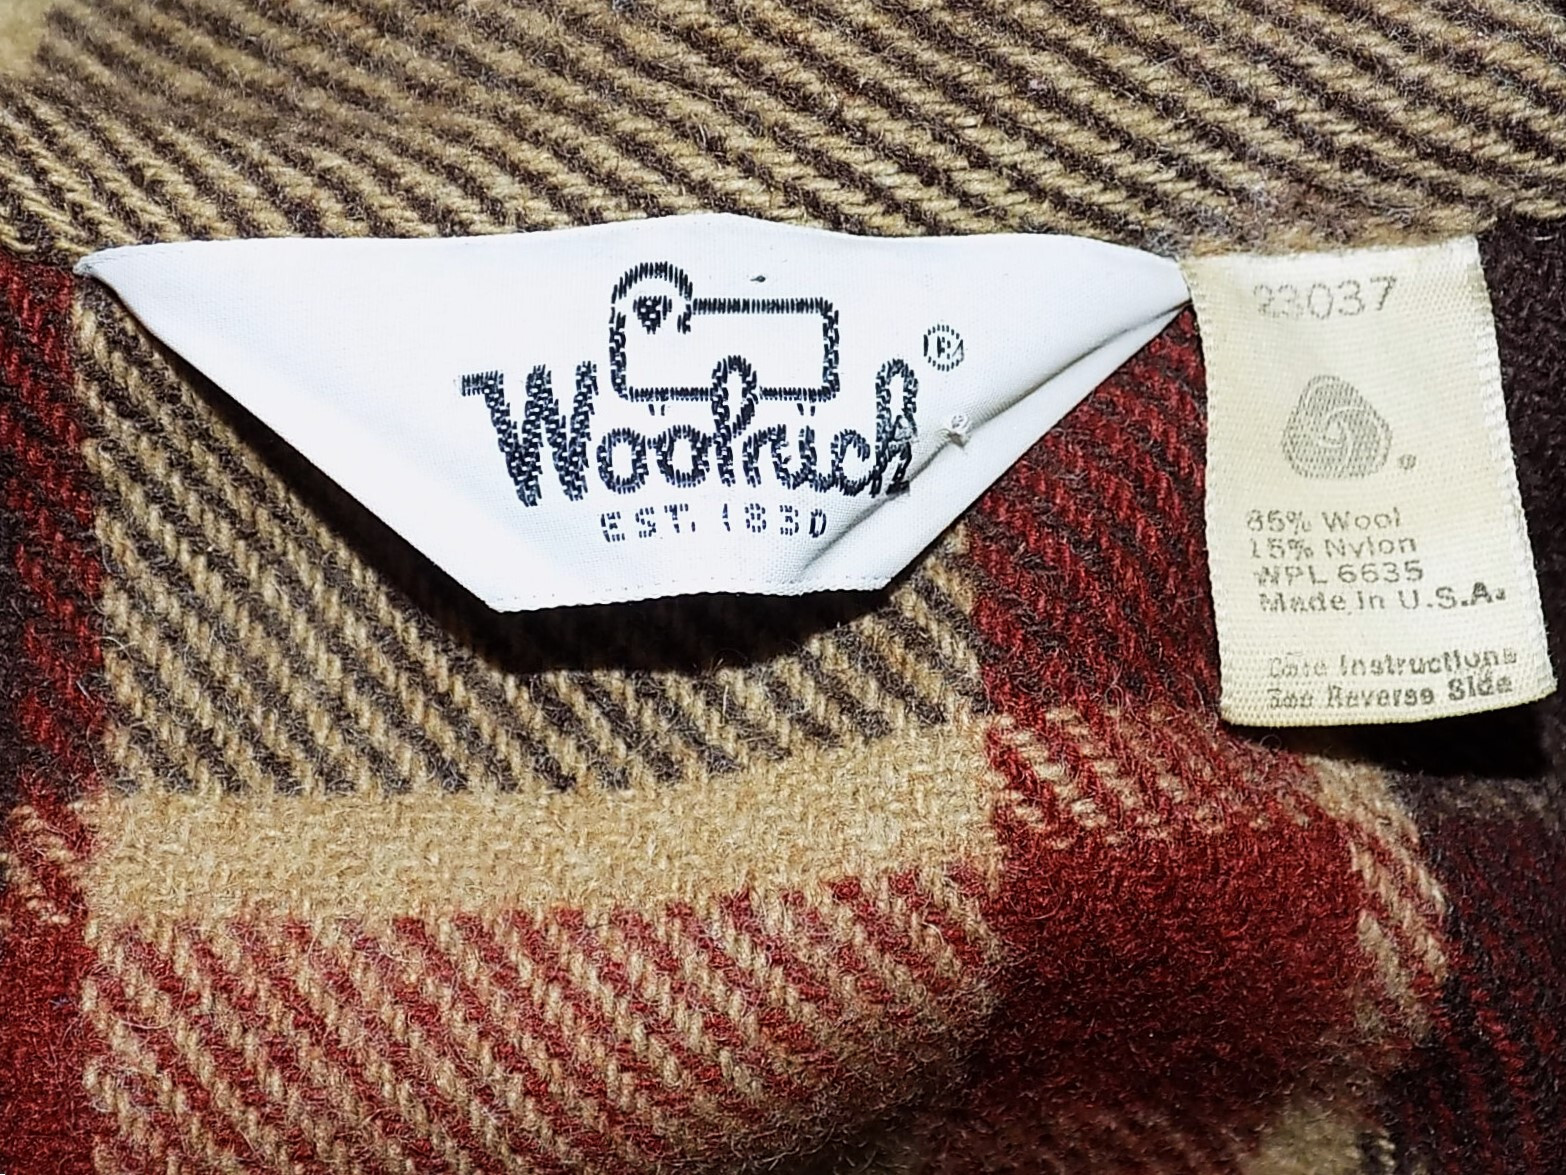 Woolrich®
EST. 1830
23037
®
85% Wool
15% Nylon
WPL 6635
Made in U.S.A.
Care Instructions
See Reverse Side